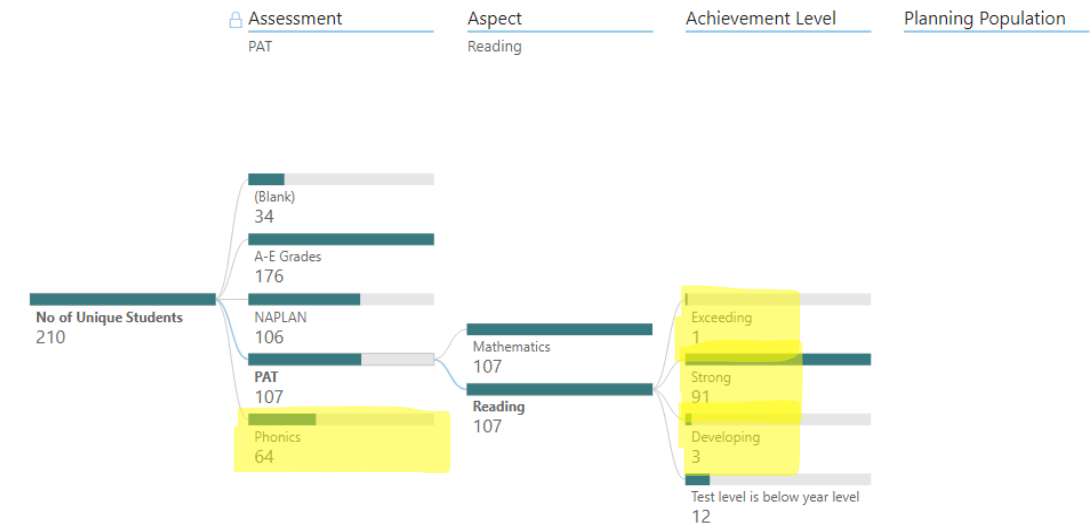 Assessment
Aspect
Achievement Level
Planning Population
PAT
Reading
(Blank)
34
A-E Grades
176
No of Unique Students
210
NAPLAN
106
PAT
107
Phonics
64
Mathematics
107
Reading
107
Exceeding
1
Strong
91
Developing
3
Test level is below year level
12